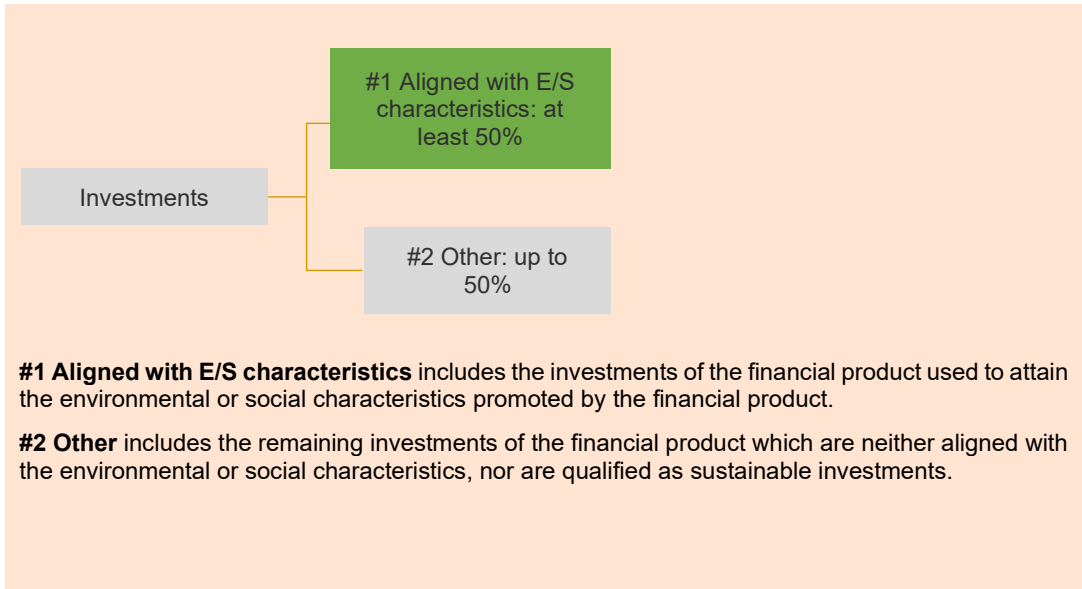 #1 Aligned with E/S
characteristics: at
least 50%
Investments
#2 Other: up to
50%
#1 Aligned with E/S characteristics includes the investments of the financial product used to attain
the environmental or social characteristics promoted by the financial product.
#2 Other includes the remaining investments of the financial product which are neither aligned with
the environmental or social characteristics, nor are qualified as sustainable investments.